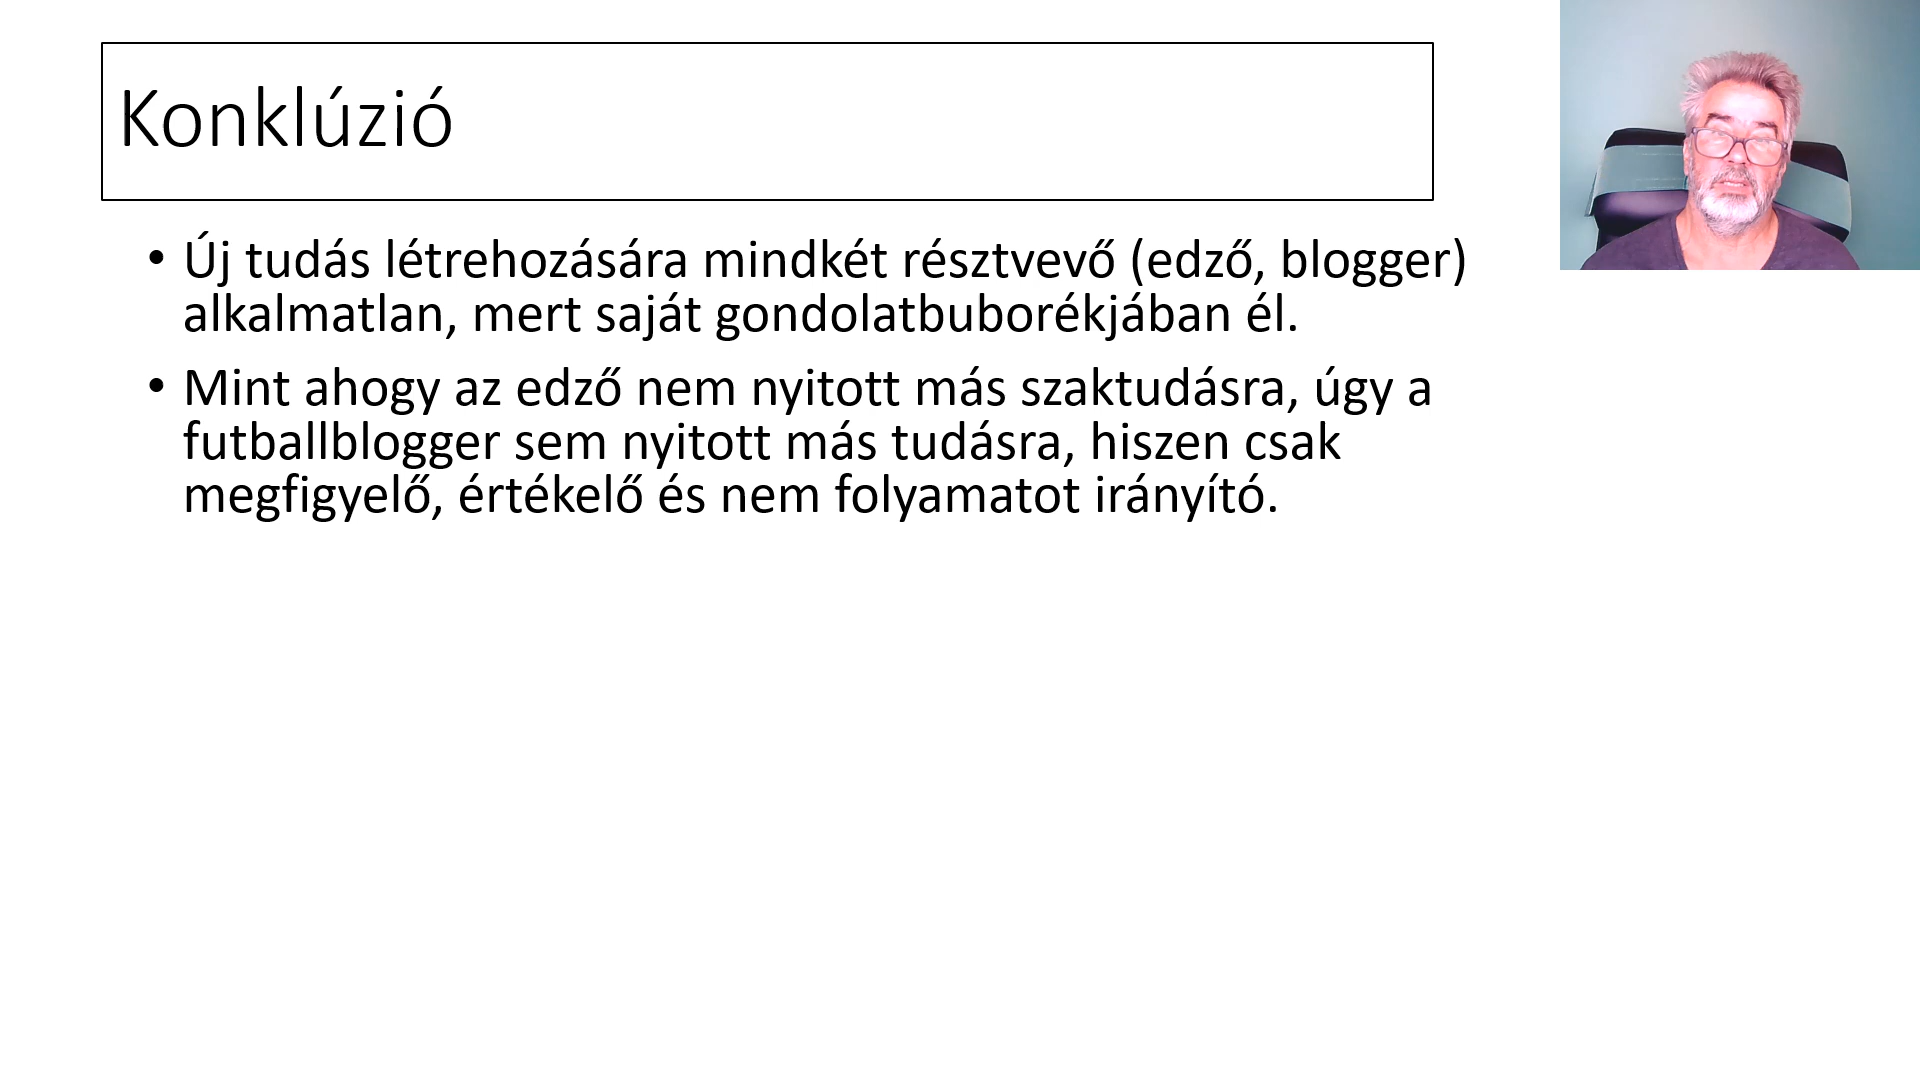 Konklúzió
• Új tudás létrehozására mindkét résztvevő (edző, blogger)
alkalmatlan, mert saját gondolatbuborékjában él.
• Mint ahogy az edző nem nyitott más szaktudásra, úgy a
futballblogger sem nyitott más tudásra, hiszen csak
megfigyelő, értékelő és nem folyamatot irányító.